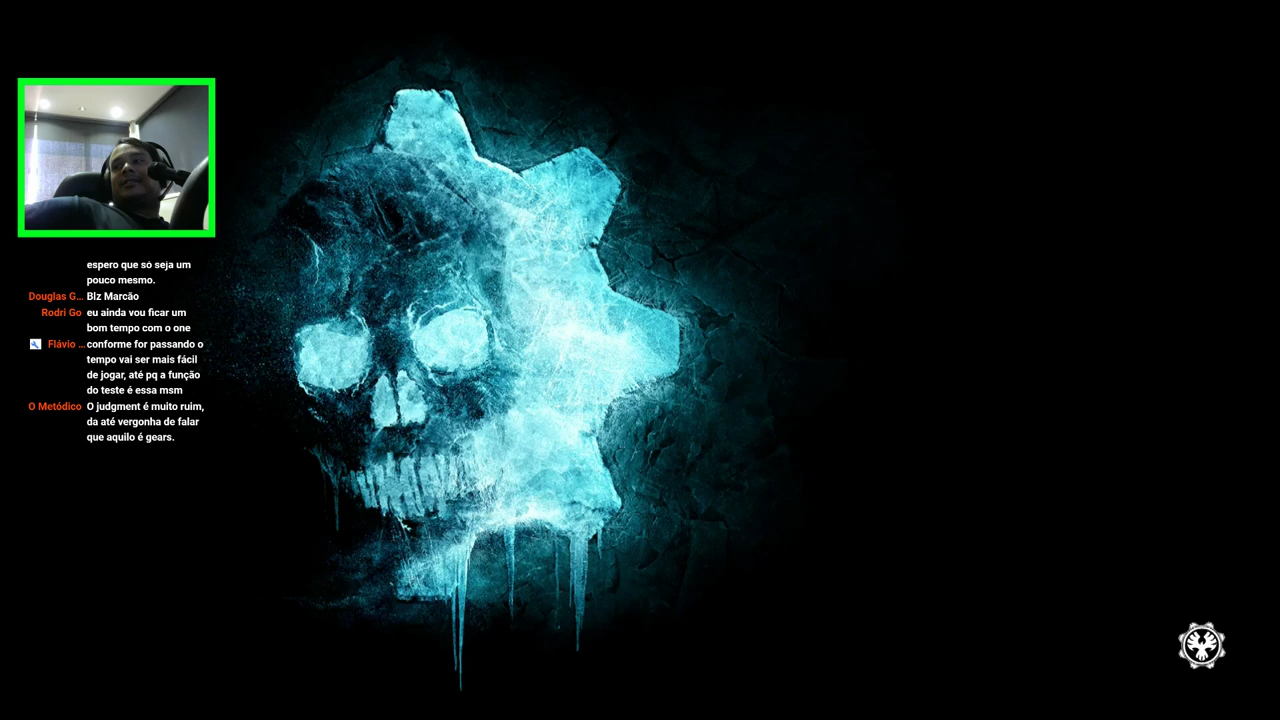 espero que só seja um
pouco mesmo.
Douglas G... Blz Marcão
Rodri Go eu ainda vou ficar um
bom tempo com o one
Flávio ... conforme for passando o
tempo vai ser mais fácil
de jogar, até pq a função
do teste é essa msm
O Metódico O judgment é muito ruim,
da até vergonha de falar
que aquilo é gears.